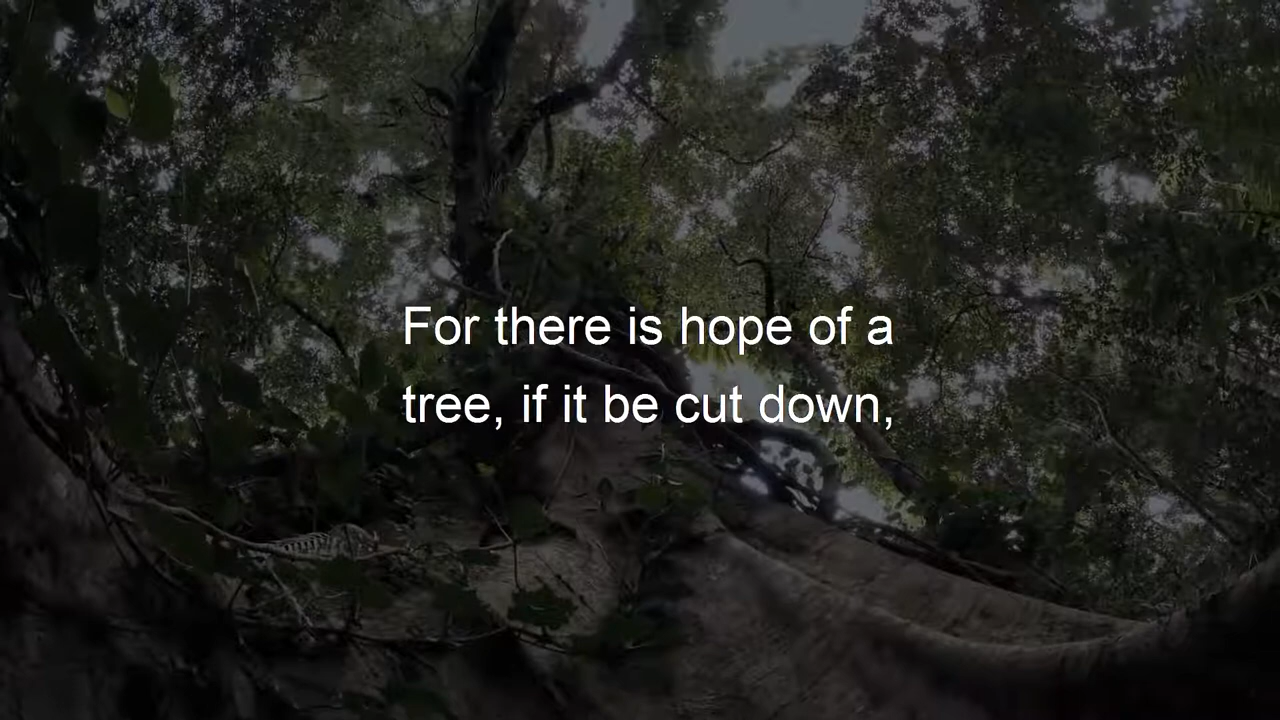 For there is hope of a
tree, if it be cut down,